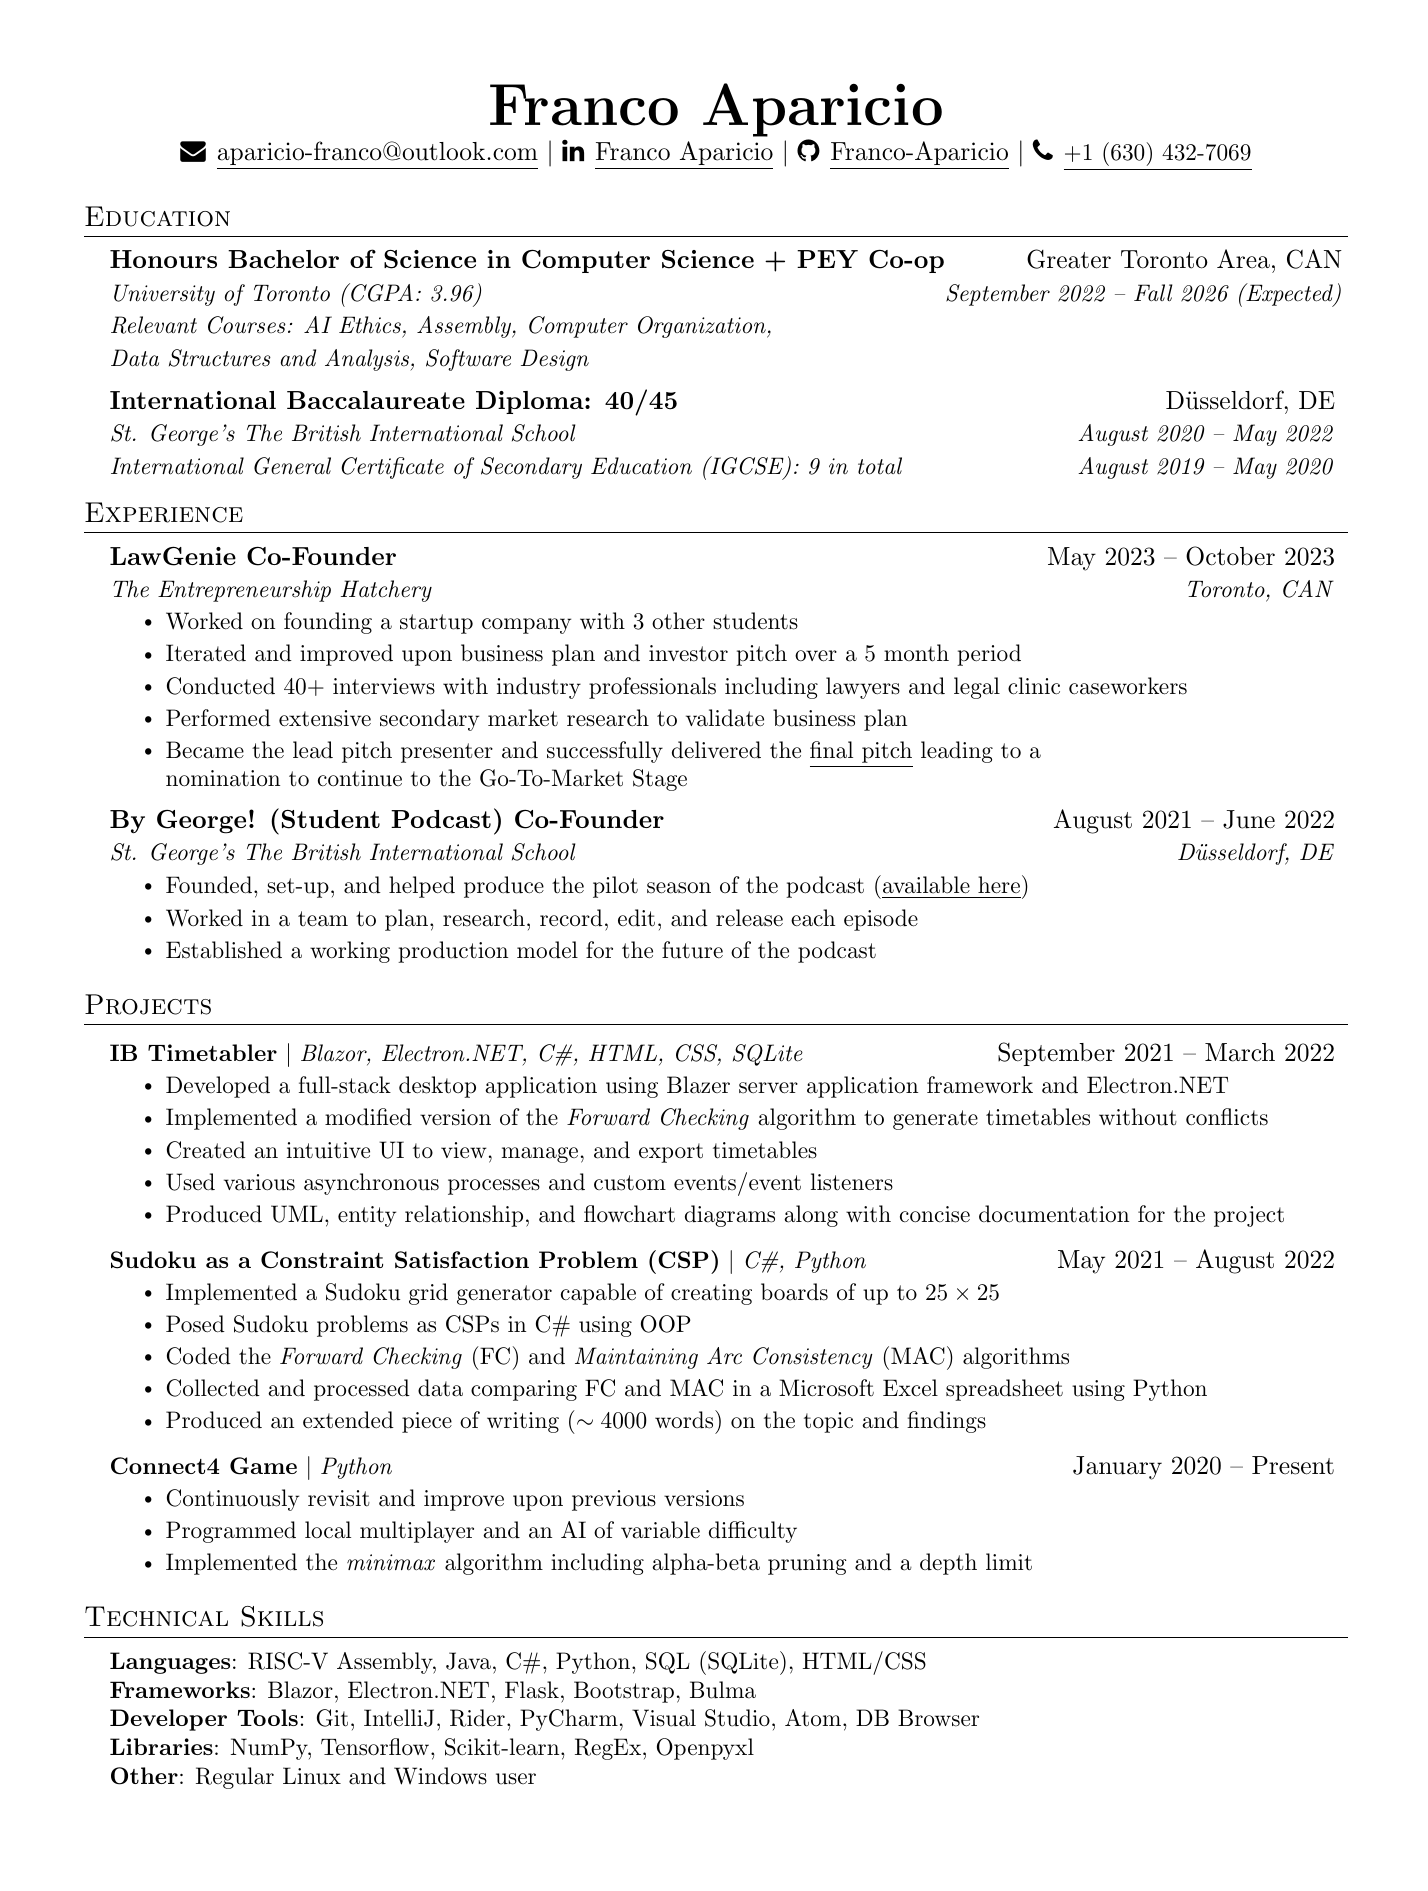 Franco Aparicio
aparicio-franco@outlook.com | Franco Aparicio | Franco-Aparicio | +1 (630) 432-7069
Education
Honours Bachelor of Science in Computer Science + PEY Co-op Greater Toronto Area, CAN
University of Toronto (CGPA: 3.96) September 2022 – Fall 2026 (Expected)
Relevant Courses: AI Ethics, Assembly, Computer Organization,
Data Structures and Analysis, Software Design
International Baccalaureate Diploma: 40/45 Düsseldorf, DE
St. George's The British International School August 2020 – May 2022
International General Certificate of Secondary Education (IGCSE): 9 in total August 2019 – May 2020
Experience
LawGenie Co-Founder May 2023 – October 2023
The Entrepreneurship Hatchery Toronto, CAN
• Worked on founding a startup company with 3 other students
• Iterated and improved upon business plan and investor pitch over a 5 month period
• Conducted 40+ interviews with industry professionals including lawyers and legal clinic caseworkers
• Performed extensive secondary market research to validate business plan
• Became the lead pitch presenter and successfully delivered the final pitch leading to a
nomination to continue to the Go-To-Market Stage
By George! (Student Podcast) Co-Founder August 2021 – June 2022
St. George's The British International School Düsseldorf, DE
• Founded, set-up, and helped produce the pilot season of the podcast (available here)
• Worked in a team to plan, research, record, edit, and release each episode
• Established a working production model for the future of the podcast
Projects
IB Timetabler | Blazor, Electron.NET, C#, HTML, CSS, SQLite September 2021 – March 2022
• Developed a full-stack desktop application using Blazer server application framework and Electron.NET
• Implemented a modified version of the Forward Checking algorithm to generate timetables without conflicts
• Created an intuitive UI to view, manage, and export timetables
• Used various asynchronous processes and custom events/event listeners
• Produced UML, entity relationship, and flowchart diagrams along with concise documentation for the project
Sudoku as a Constraint Satisfaction Problem (CSP) | C#, Python May 2021 – August 2022
• Implemented a Sudoku grid generator capable of creating boards of up to 25 × 25
• Posed Sudoku problems as CSPs in C# using OOP
• Coded the Forward Checking (FC) and Maintaining Arc Consistency (MAC) algorithms
• Collected and processed data comparing FC and MAC in a Microsoft Excel spreadsheet using Python
• Produced an extended piece of writing (∼ 4000 words) on the topic and findings
Connect4 Game | Python January 2020 – Present
• Continuously revisit and improve upon previous versions
• Programmed local multiplayer and an AI of variable difficulty
• Implemented the minimax algorithm including alpha-beta pruning and a depth limit
Technical Skills
Languages: RISC-V Assembly, Java, C#, Python, SQL (SQLite), HTML/CSS
Frameworks: Blazor, Electron.NET, Flask, Bootstrap, Bulma
Developer Tools: Git, IntelliJ, Rider, PyCharm, Visual Studio, Atom, DB Browser
Libraries: NumPy, Tensorflow, Scikit-learn, RegEx, Openpyxl
Other: Regular Linux and Windows user